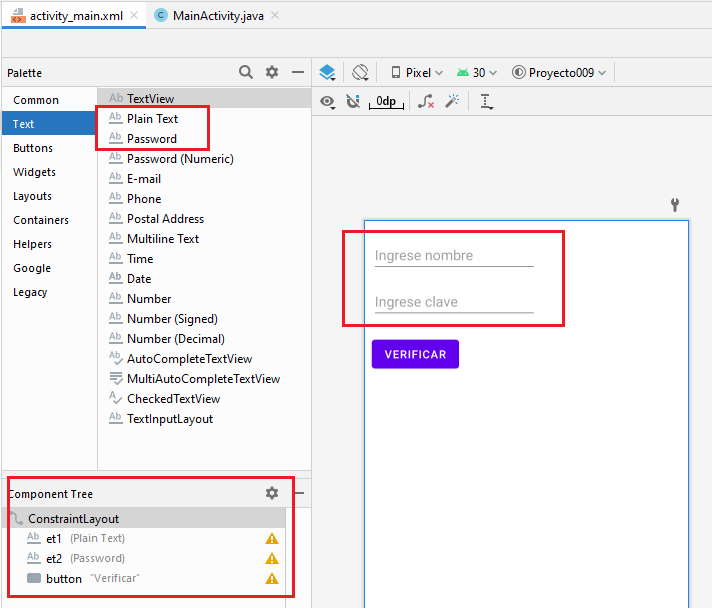 activity_main.xml
MainActivity.java
Palette
Pixel
30
Proyecto009
0dp
Common
Text
Buttons
Widgets
Layouts
Containers
Helpers
Google
Legacy
Ab TextView
Ab Plain Text
Ab Password
Ab Password (Numeric)
Ab E-mail
Ab Phone
Ab Postal Address
Ab Multiline Text
Ab Time
Ab Date
Ab Number
Ab Number (Signed)
Ab Number (Decimal)
Ab AutoCompleteTextView
MultiAutoCompleteTextView
A CheckedTextView
Ab TextInputLayout
Ingrese nombre
Ingrese clave
VERIFICAR
Component Tree
ConstraintLayout
Ab et1 (Plain Text)
Ab et2 (Password)
button "Verificar"